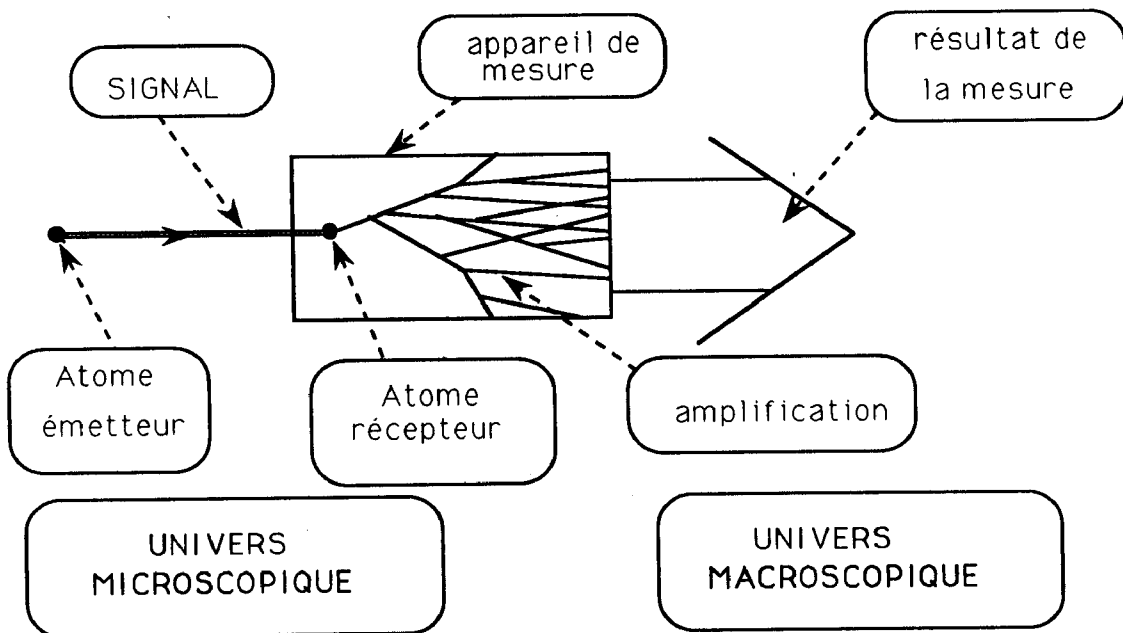 SIGNAL
appareil de
mesure
résultat de
la mesure
Atome
émetteur
Atome
récepteur
amplification
UNIVERS
MICROSCOPIQUE
UNIVERS
MACROSCOPIQUE